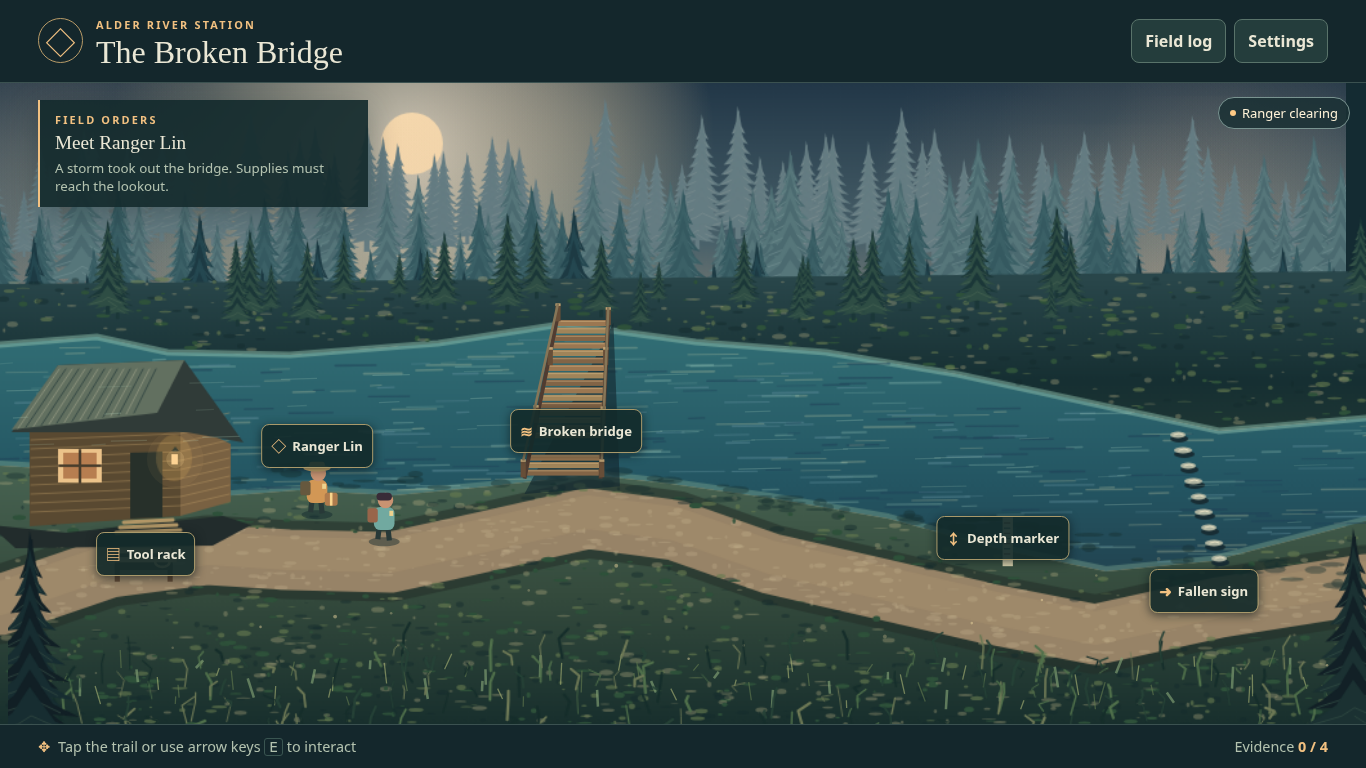 ALDER RIVER STATION
The Broken Bridge
Field log
Settings
FIELD ORDERS
Meet Ranger Lin
A storm took out the bridge. Supplies must
reach the lookout.
Ranger clearing
Ranger Lin
Broken bridge
Tool rack
Depth marker
Fallen sign
Tap the trail or use arrow keys E to interact
Evidence 0 / 4